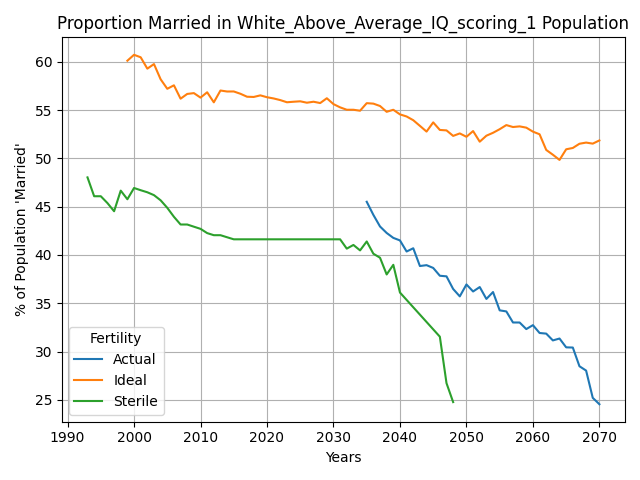 Proportion Married in White_Above_Average_IQ_scoring_1 Population
% of Population 'Married'
60
55
50
45
40
35
30
25
Fertility
Actual
Ideal
Sterile
1990 2000 2010 2020 2030 2040 2050 2060 2070
Years